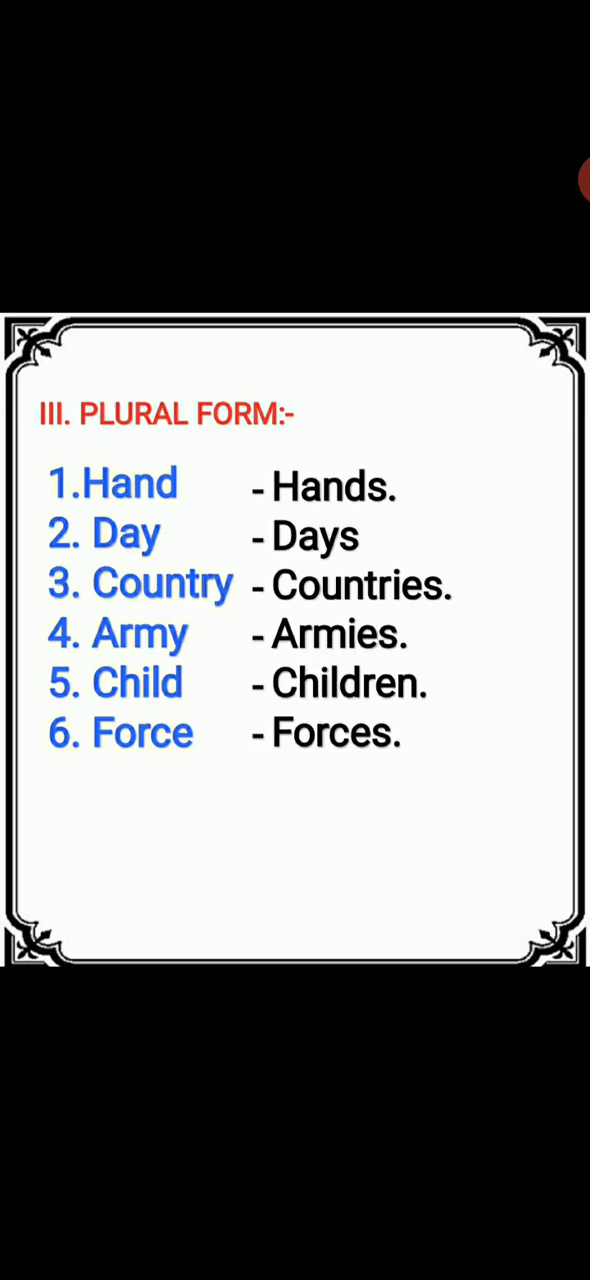 III. PLURAL FORM:-
1.Hand - Hands.
2. Day - Days
3. Country - Countries.
4. Army - Armies.
5. Child - Children.
6. Force - Forces.